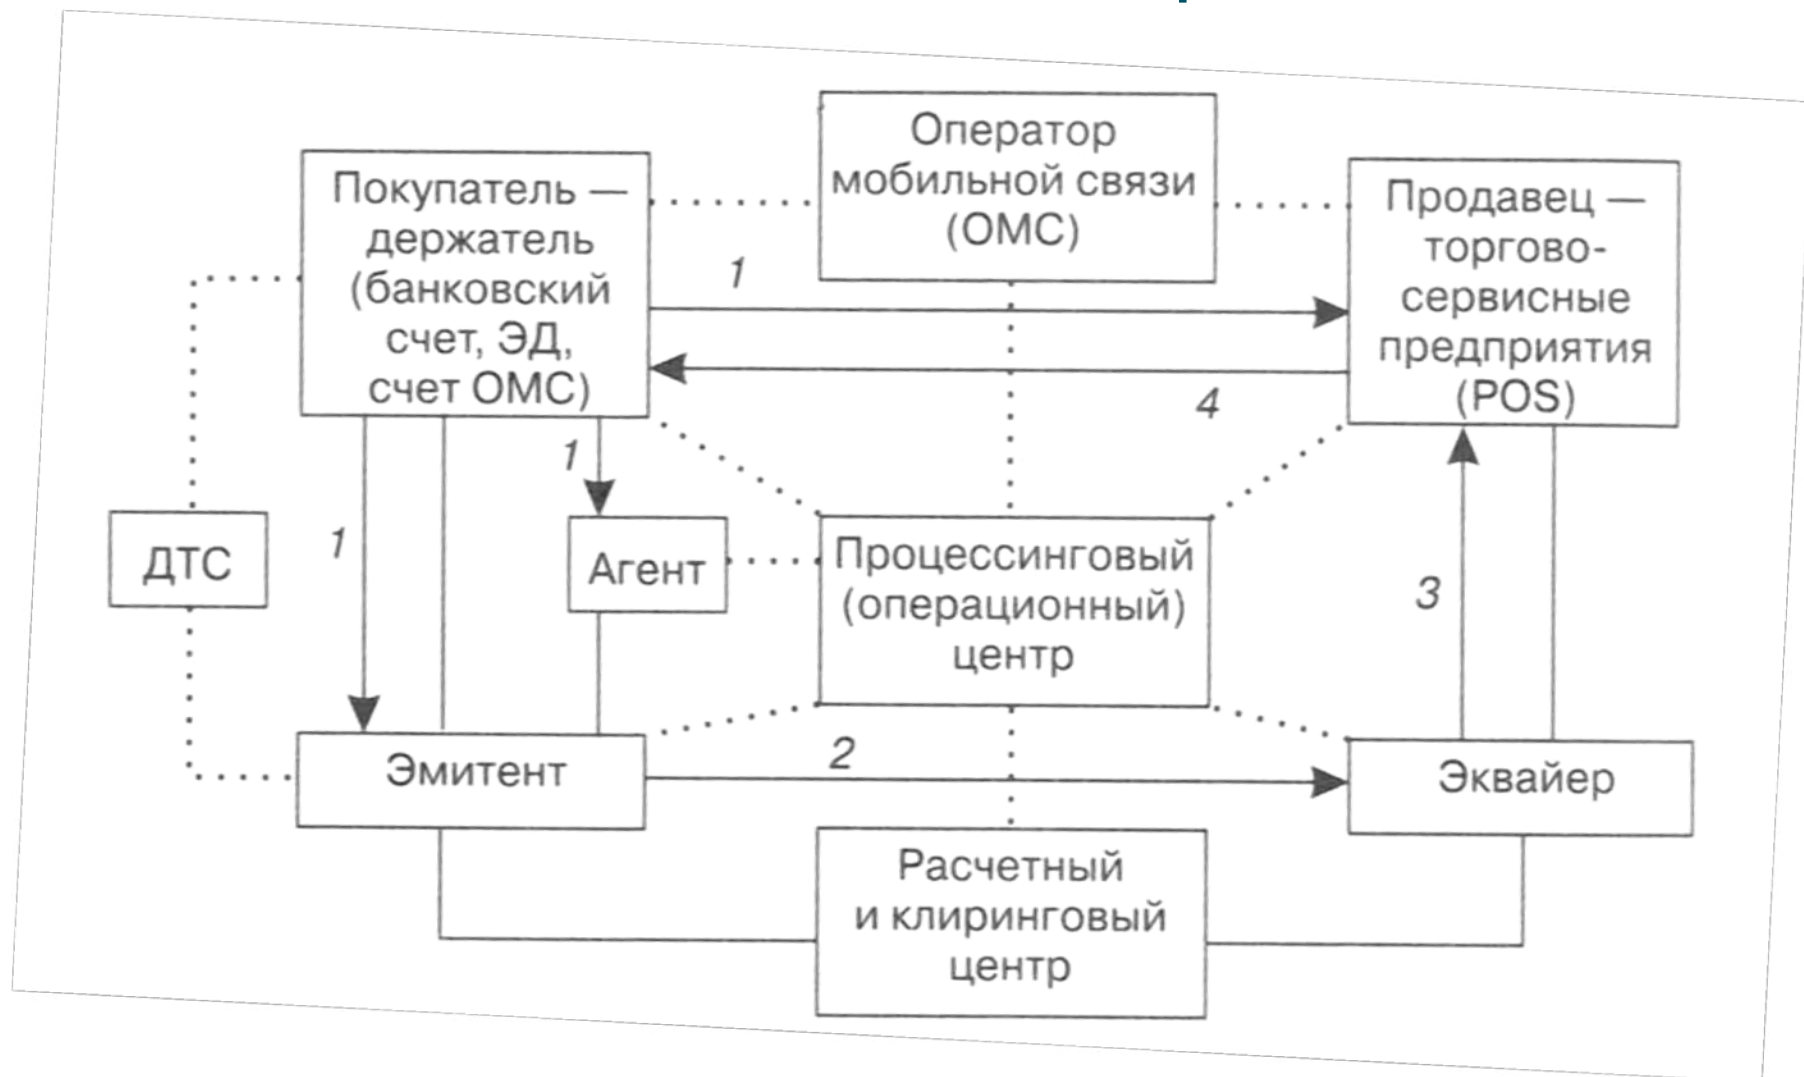 Оператор
мобильной связи
(ОМС)
Покупатель —
держатель
(банковский
счет, ЭД,
счет ОМС)
Продавец —
торгово-
сервисные
предприятия
(POS)
1
4
1
1
ДТС
Агент
Процессинговый
(операционный)
центр
3
Эмитент
2
Эквайер
Расчетный
и клиринговый
центр